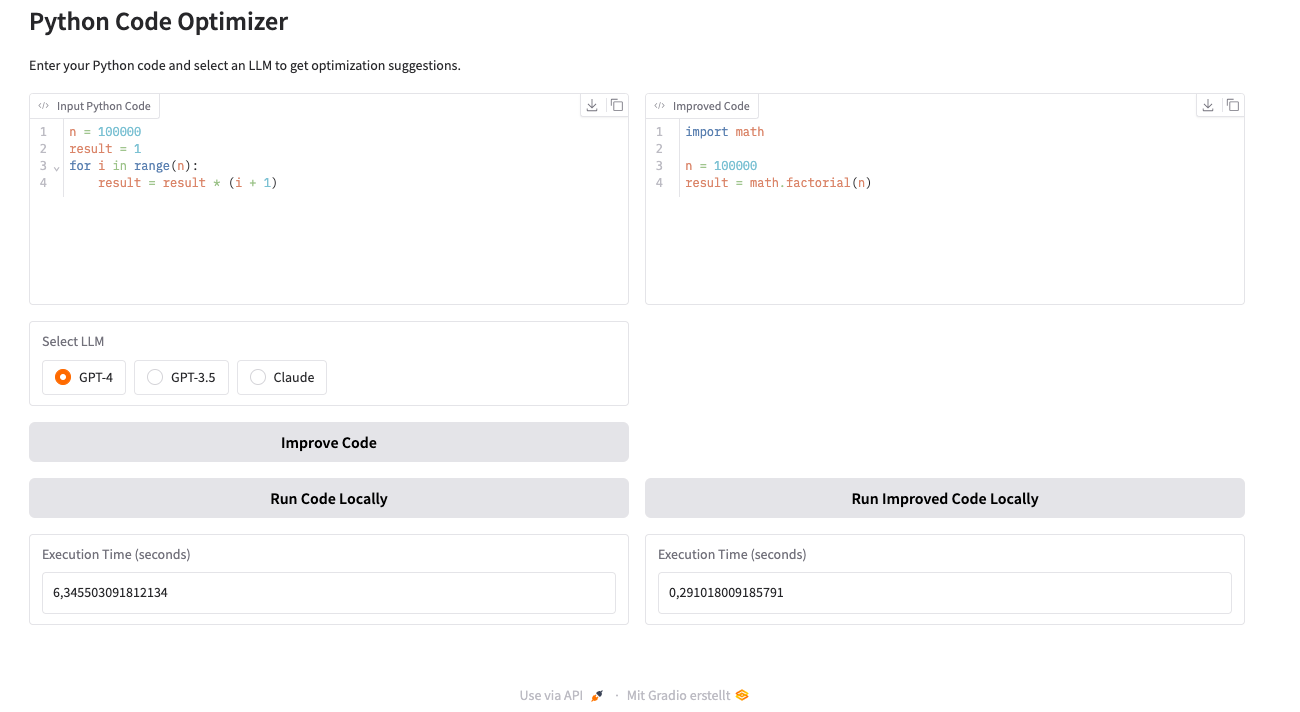 Python Code Optimizer
Enter your Python code and select an LLM to get optimization suggestions.
Input Python Code
1 n = 100000
2 result = 1
3 for i in range(n):
4     result = result * (i + 1)
Improved Code
1 import math
2
3 n = 100000
4 result = math.factorial(n)
Select LLM
GPT-4 GPT-3.5 Claude
Improve Code
Run Code Locally
Run Improved Code Locally
Execution Time (seconds)
6,345503091812134
Execution Time (seconds)
0,291018009185791
Use via API · Mit Gradio erstellt